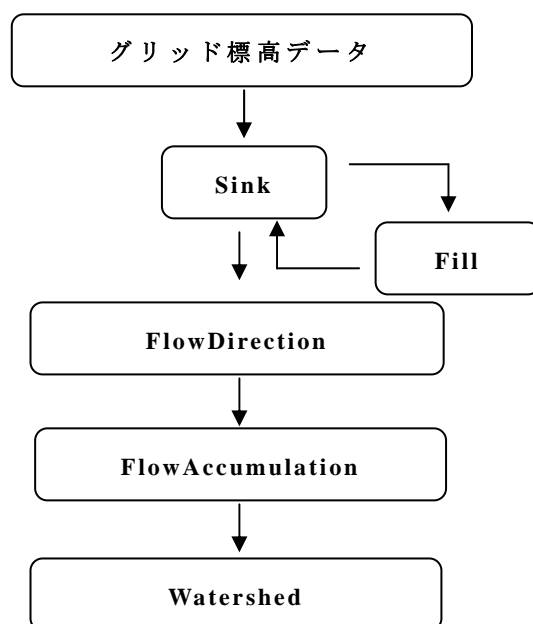 グリッド標高データ
Sink
Fill
FlowDirection
FlowAccumulation
Watershed